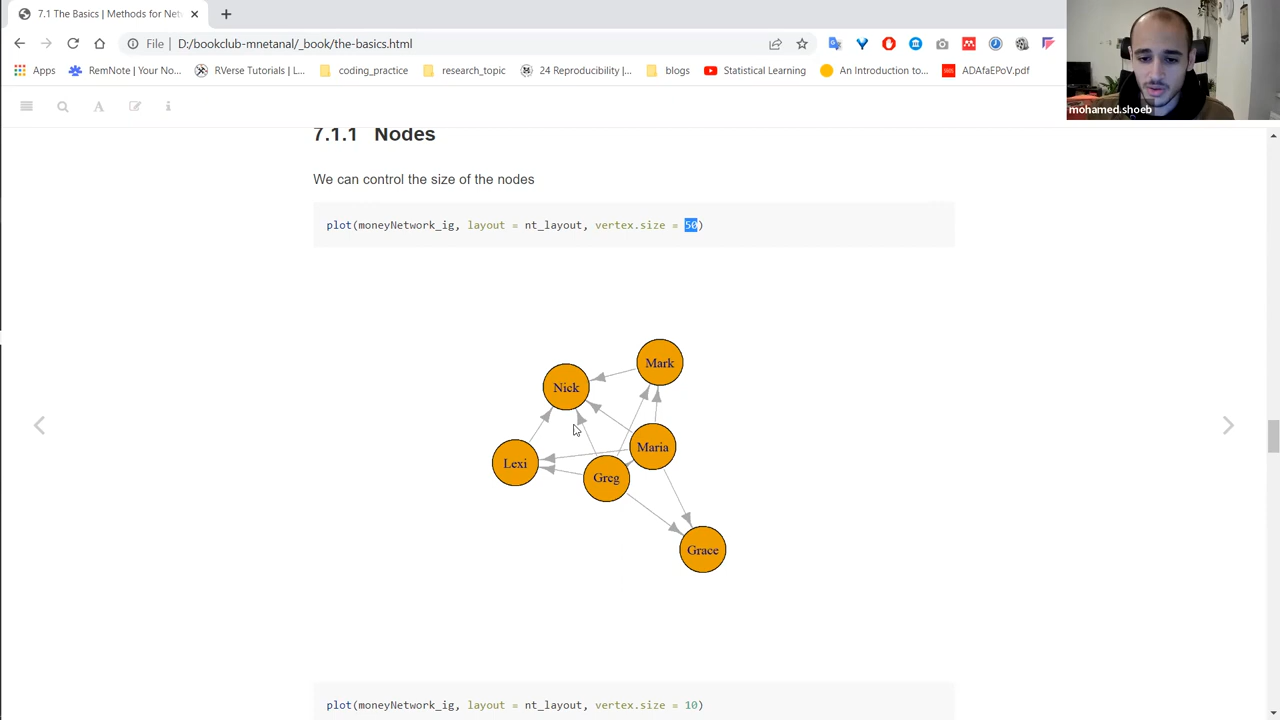 7.1 The Basics | Methods for Net
File D:/bookclub-mnetanal/_book/the-basics.html
Apps RemNote | Your No... RVerseTutorials | L... coding_practice research_topic 24 Reproducibility |... blogs Statistical Learning An Introduction to... ADAfaEPoV.pdf
mohamed.shoeb
7.1.1 Nodes
We can control the size of the nodes
plot(moneyNetwork_ig, layout = nt_layout, vertex.size = 50)
Mark
Nick
Maria
Lexi
Greg
Grace
plot(moneyNetwork_ig, layout = nt_layout, vertex.size = 10)